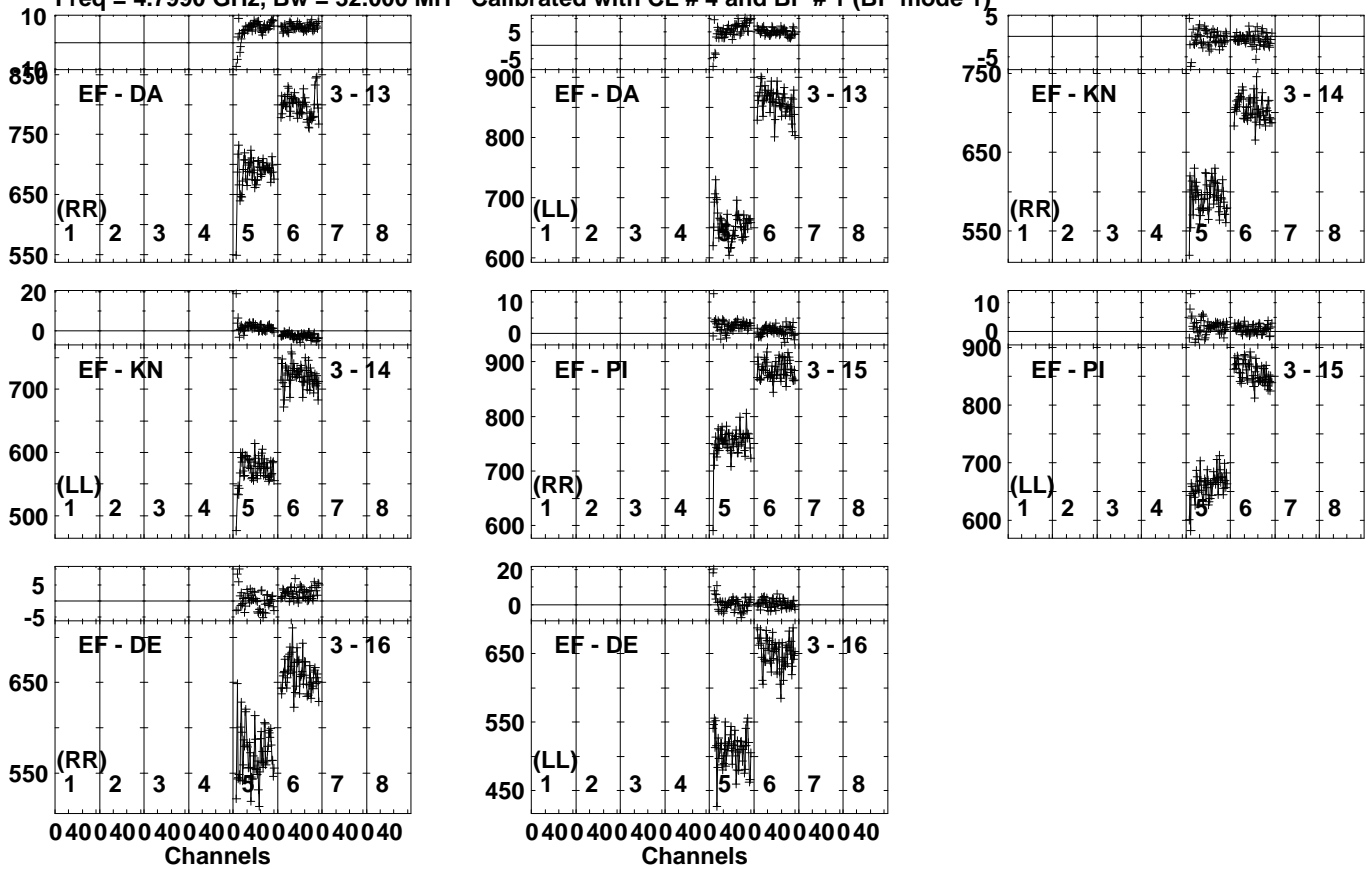 Freq = 4.7990 GHz, Bw = 32.000 MH Calibrated with CL # 4 and BP # 1 (BP mode 1)
10
-10
850
750
650
550
EF - DA
3 - 13
(RR)
1 2 3 4 5 6 7 8
5
-5
900
800
700
600
EF - DA
3 - 13
(LL)
1 2 3 4 5 6 7 8
5
-5
750
650
550
EF - KN
3 - 14
(RR)
1 2 3 4 5 6 7 8
20
0
700
600
500
EF - KN
3 - 14
(LL)
1 2 3 4 5 6 7 8
10
0
900
800
700
600
EF - PI
3 - 15
(RR)
1 2 3 4 5 6 7 8
10
0
900
800
700
600
EF - PI
3 - 15
(LL)
1 2 3 4 5 6 7 8
5
-5
650
550
EF - DE
3 - 16
(RR)
1 2 3 4 5 6 7 8
20
0
650
550
450
EF - DE
3 - 16
(LL)
1 2 3 4 5 6 7 8
0 40 0 40 0 40 0 40 0 40 0 40 0 40 0 40
Channels
0 40 0 40 0 40 0 40 0 40 0 40 0 40 0 40
Channels